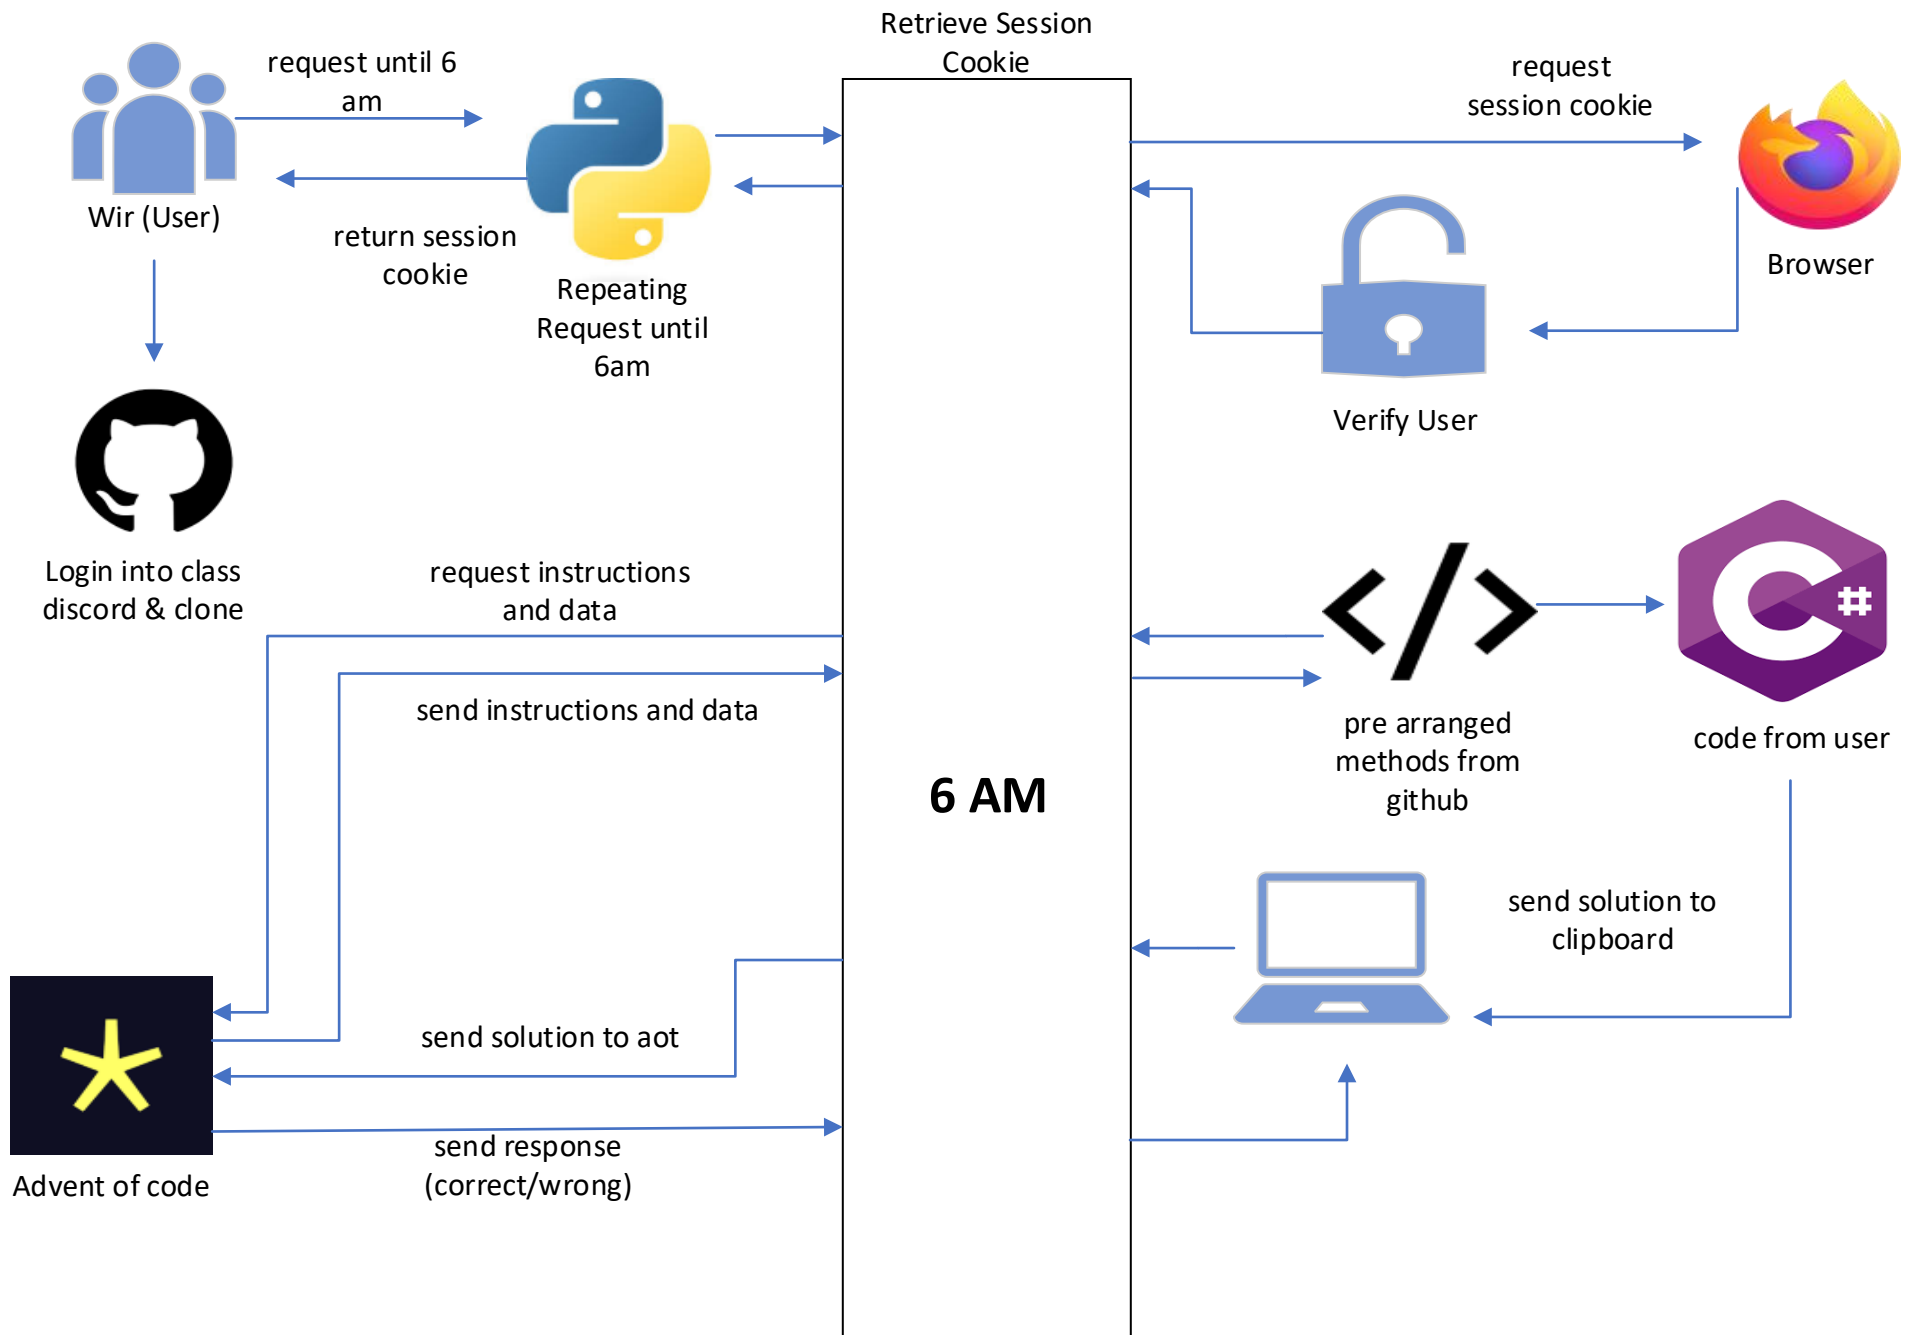 Retrieve Session
Cookie
request until 6
am
request
session cookie
Wir (User)
return session
cookie
Browser
Repeating
Request until
6am
Verify User
Login into class
discord & clone
request instructions
and data
send instructions and data
pre arranged
methods from
github
code from user
6 AM
send solution to
clipboard
send solution to aot
send response
(correct/wrong)
Advent of code